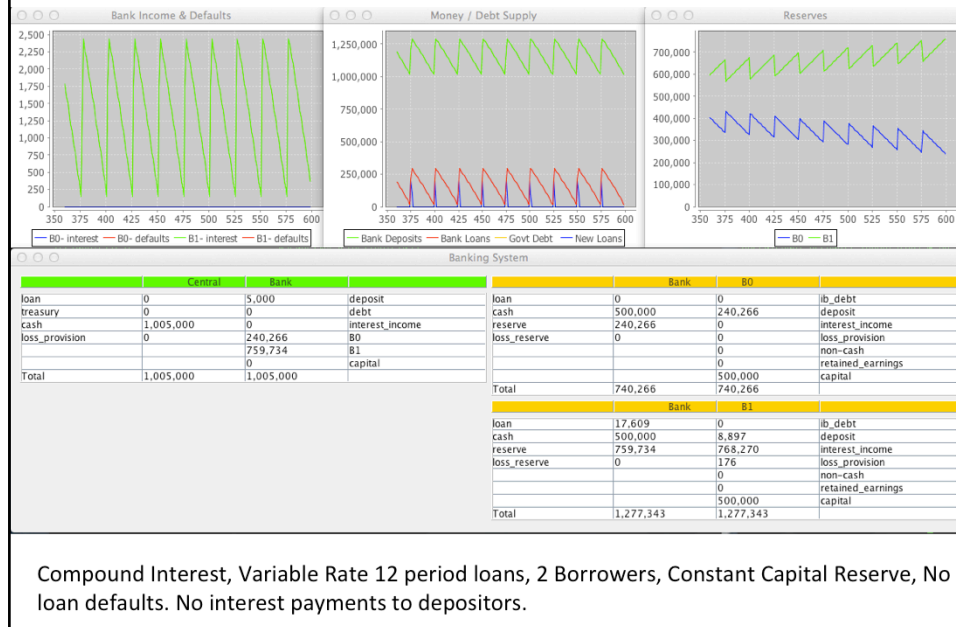 Bank Income & Defaults
2,500
2,250
2,000
1,750
1,500
1,250
1,000
750
500
250
0
350 375 400 425 450 475 500 525 550 575 600
B0- interest B0- defaults B1- interest B1- defaults
Money / Debt Supply
1,250,000
1,000,000
750,000
500,000
250,000
0
350 375 400 425 450 475 500 525 550 575 600
Bank Deposits Bank Loans Govt Debt New Loans
Reserves
700,000
600,000
500,000
400,000
300,000
200,000
100,000
0
350 375 400 425 450 475 500 525 550 575 600
B0 B1
Banking System
Central Bank
loan 0 5,000 deposit
treasury 0 0 debt
cash 1,005,000 0 interest_income
loss_provision 0 240,266 B0
759,734 B1
0 capital
Total 1,005,000 1,005,000
Bank B0
loan 0 0 ib_debt
cash 500,000 240,266 deposit
reserve 240,266 0 interest_income
loss_reserve 0 0 loss_provision
0 non-cash
0 retained_earnings
500,000 capital
Total 740,266 740,266
Bank B1
loan 17,609 0 ib_debt
cash 500,000 8,897 deposit
reserve 759,734 768,270 interest_income
loss_reserve 0 176 loss_provision
0 non-cash
0 retained_earnings
500,000 capital
Total 1,277,343 1,277,343
Compound Interest, Variable Rate 12 period loans, 2 Borrowers, Constant Capital Reserve, No
loan defaults. No interest payments to depositors.